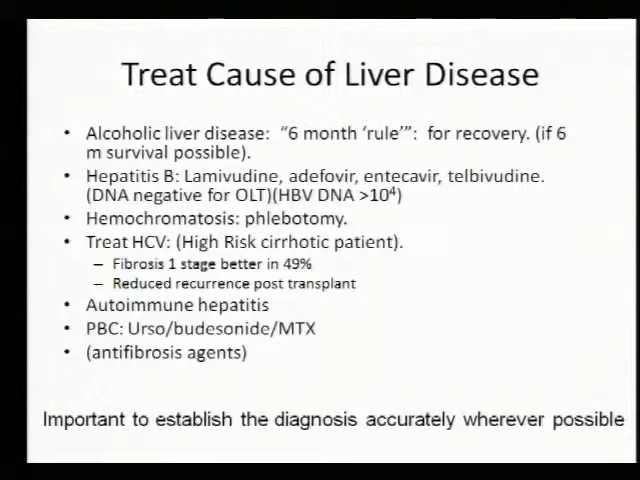 Treat Cause of Liver Disease
• Alcoholic liver disease: “6 month ‘rule’”: for recovery. (if 6
m survival possible).
• Hepatitis B: Lamivudine, adefovir, entecavir, telbivudine.
(DNA negative for OLT)(HBV DNA >10⁴)
• Hemochromatosis: phlebotomy.
• Treat HCV: (High Risk cirrhotic patient).
– Fibrosis 1 stage better in 49%
– Reduced recurrence post transplant
• Autoimmune hepatitis
• PBC: Urso/budesonide/MTX
• (antifibrosis agents)
Important to establish the diagnosis accurately wherever possible